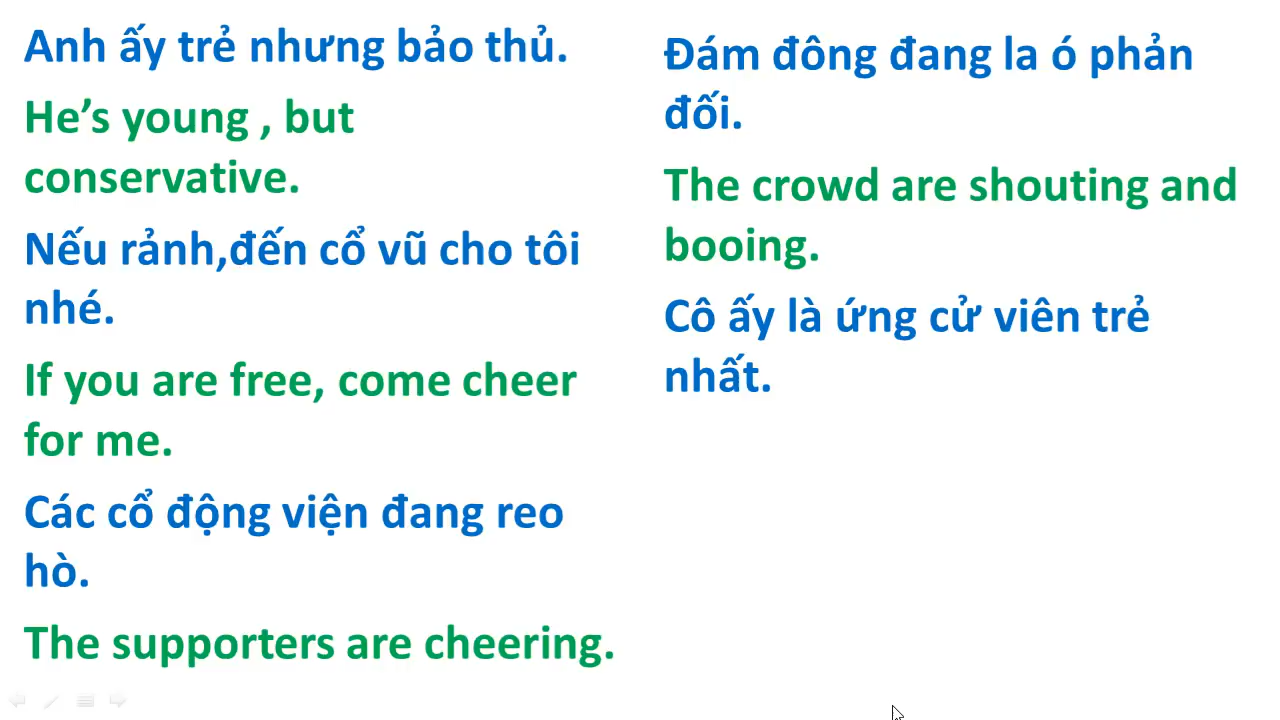 Anh ấy trẻ nhưng bảo thủ.
He’s young , but
conservative.
Nếu rảnh,đến cổ vũ cho tôi
nhé.
If you are free, come cheer
for me.
Các cổ động viện đang reo
hò.
The supporters are cheering.
Đám đông đang la ó phản
đối.
The crowd are shouting and
booing.
Cô ấy là ứng cử viên trẻ
nhất.